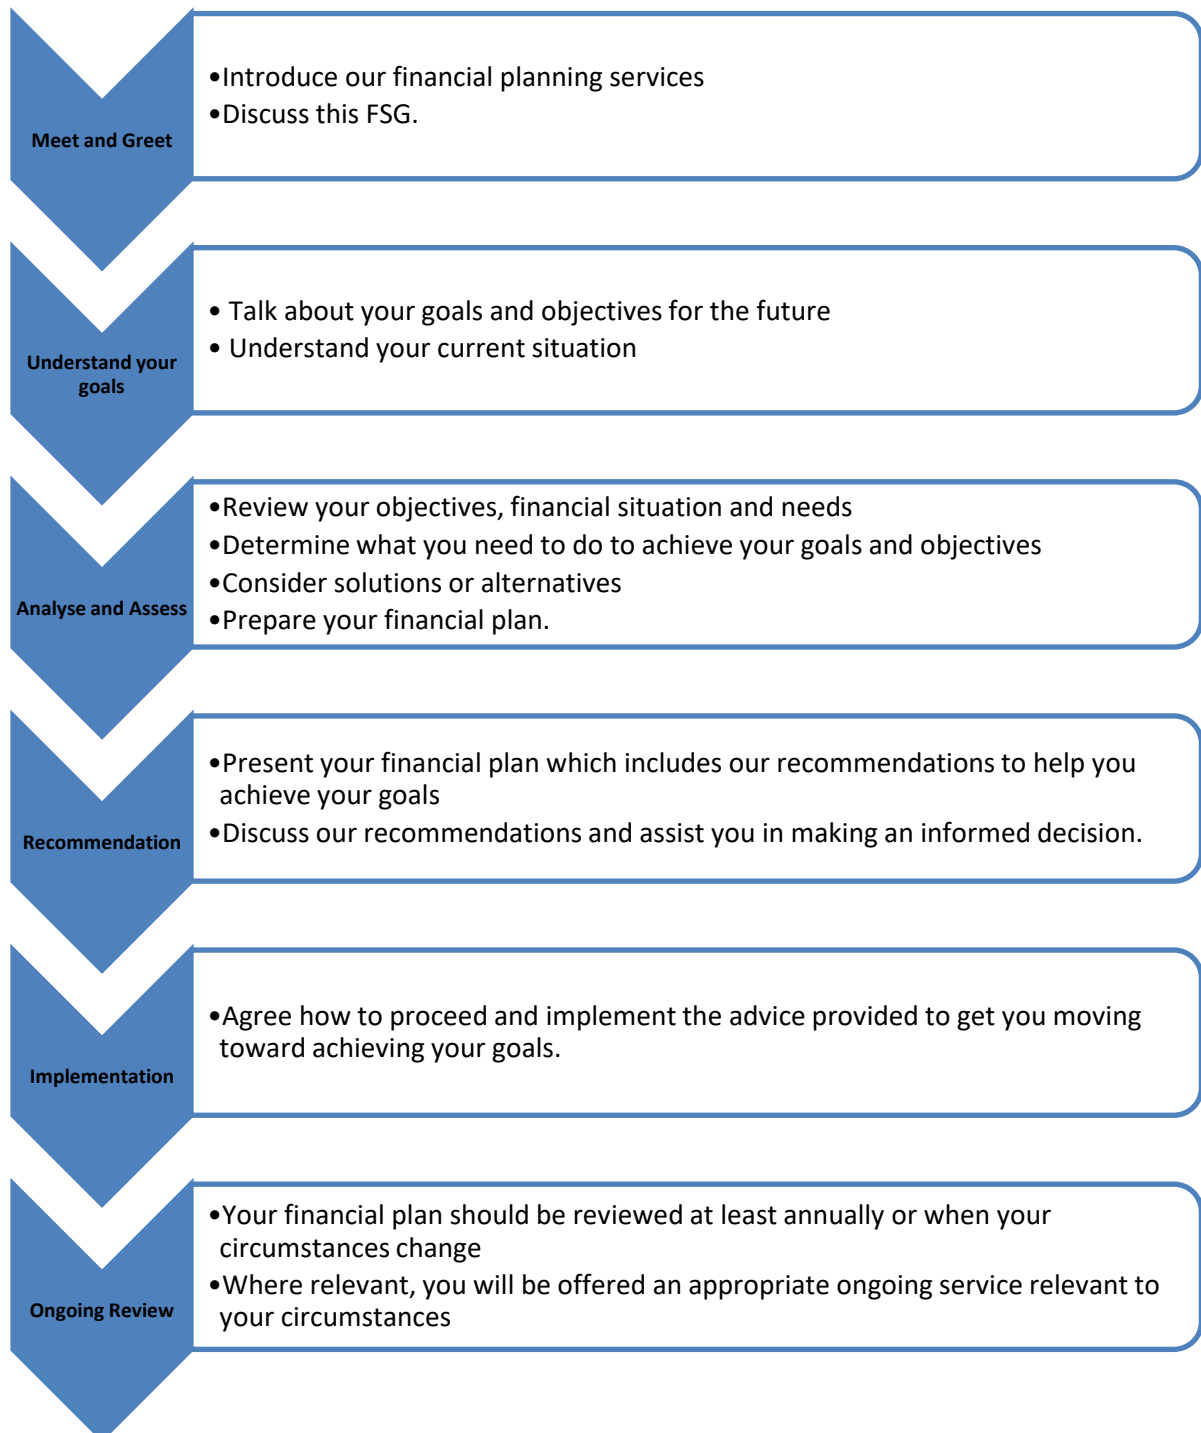 Meet and Greet
•Introduce our financial planning services
•Discuss this FSG.
Understand your
goals
• Talk about your goals and objectives for the future
• Understand your current situation
Analyse and Assess
•Review your objectives, financial situation and needs
•Determine what you need to do to achieve your goals and objectives
•Consider solutions or alternatives
•Prepare your financial plan.
Recommendation
•Present your financial plan which includes our recommendations to help you
achieve your goals
•Discuss our recommendations and assist you in making an informed decision.
Implementation
•Agree how to proceed and implement the advice provided to get you moving
toward achieving your goals.
Ongoing Review
•Your financial plan should be reviewed at least annually or when your
circumstances change
•Where relevant, you will be offered an appropriate ongoing service relevant to
your circumstances